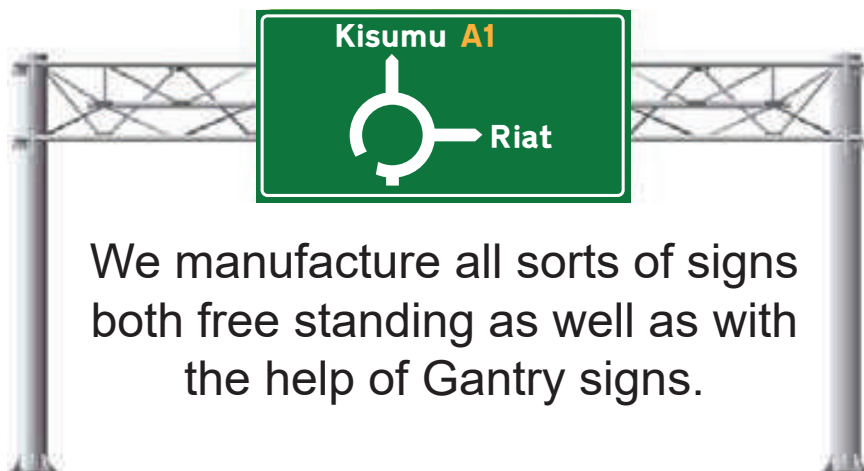 Kisumu A1
Riat
We manufacture all sorts of signs
both free standing as well as with
the help of Gantry signs.